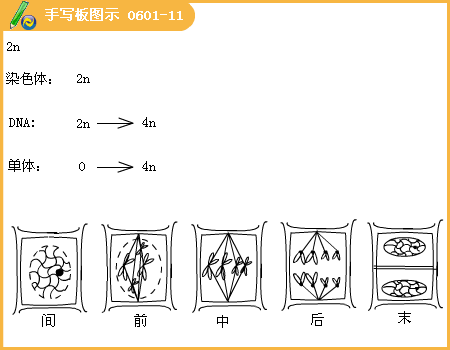 手写板图示 0601-11
2n
染色体: 2n
DNA: 2n 4n
单体: 0 4n
间 前 中 后 末